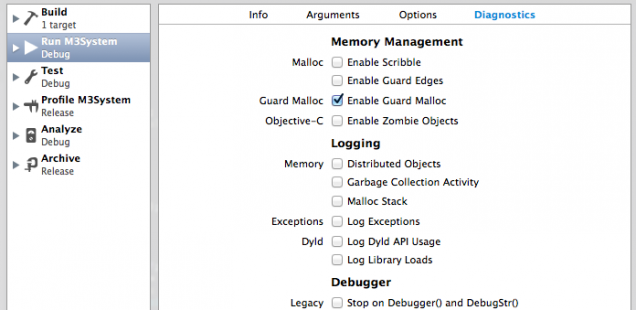 Build
1 target
Run M3System
Debug
Test
Debug
Profile M3System
Release
Analyze
Debug
Archive
Release
Info Arguments Options Diagnostics
Memory Management
Malloc Enable Scribble
Enable Guard Edges
Guard Malloc Enable Guard Malloc
Objective-C Enable Zombie Objects
Logging
Memory Distributed Objects
Garbage Collection Activity
Malloc Stack
Exceptions Log Exceptions
Dyld Log Dyld API Usage
Log Library Loads
Debugger
Legacy Stop on Debugger() and DebugStr()